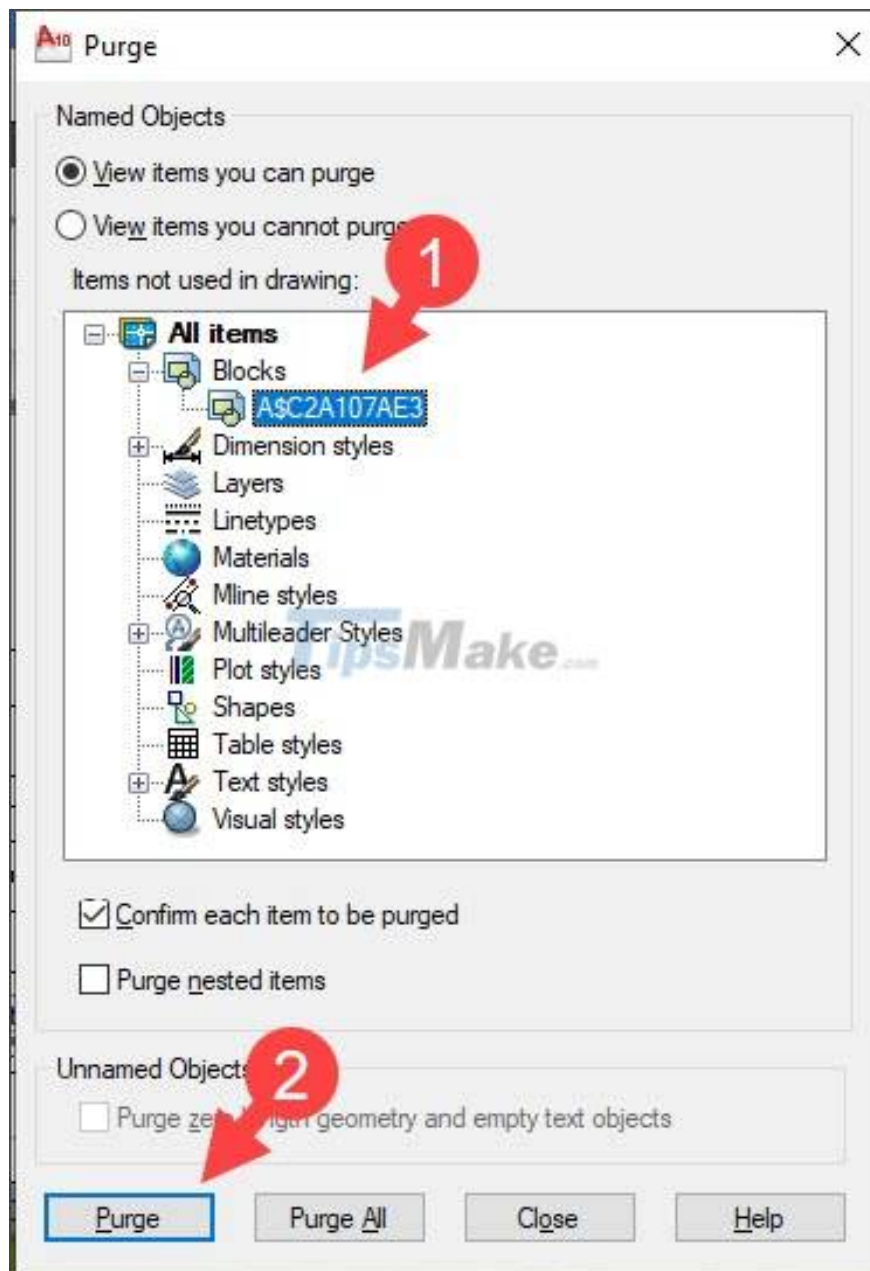 A10 Purge
Named Objects
View items you can purge
View items you cannot purge
1
Items not used in drawing:
All items
Blocks
A$C2A107AE3
Dimension styles
Layers
Linetypes
Materials
Mline styles
Multileader Styles
TipsMake.com
Plot styles
Shapes
Table styles
Text styles
Visual styles
Confirm each item to be purged
Purge nested items
Unnamed Objects
2
Purge zero length geometry and empty text objects
Purge Purge All Close Help